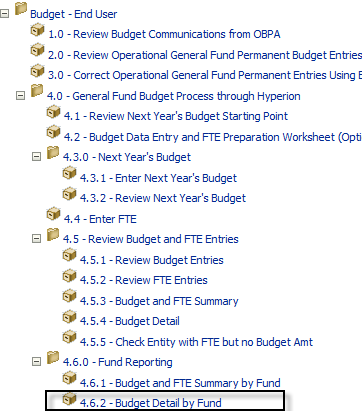 Budget - End User
1.0 - Review Budget Communications from OBPA
2.0 - Review Operational General Fund Permanent Budget Entries
3.0 - Correct Operational General Fund Permanent Entries Using B
4.0 - General Fund Budget Process through Hyperion
4.1 - Review Next Year's Budget Starting Point
4.2 - Budget Data Entry and FTE Preparation Worksheet (Opti
4.3.0 - Next Year's Budget
4.3.1 - Enter Next Year's Budget
4.3.2 - Review Next Year's Budget
4.4 - Enter FTE
4.5 - Review Budget and FTE Entries
4.5.1 - Review Budget Entries
4.5.2 - Review FTE Entries
4.5.3 - Budget and FTE Summary
4.5.4 - Budget Detail
4.5.5 - Check Entity with FTE but no Budget Amt
4.6.0 - Fund Reporting
4.6.1 - Budget and FTE Summary by Fund
4.6.2 - Budget Detail by Fund